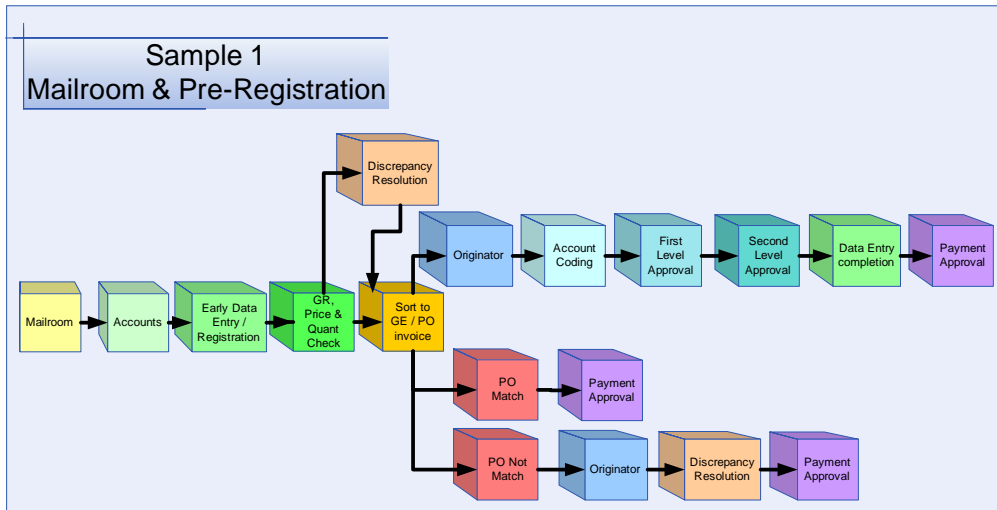 Sample 1
Mailroom & Pre-Registration
Discrepancy
Resolution
Originator
Account
Coding
First
Level
Approval
Second
Level
Approval
Data Entry
completion
Payment
Approval
Mailroom
Accounts
Early Data
Entry /
Registration
GR,
Price &
Quant
Check
Sort to
GE / PO
invoice
PO
Match
Payment
Approval
PO Not
Match
Originator
Discrepancy
Resolution
Payment
Approval